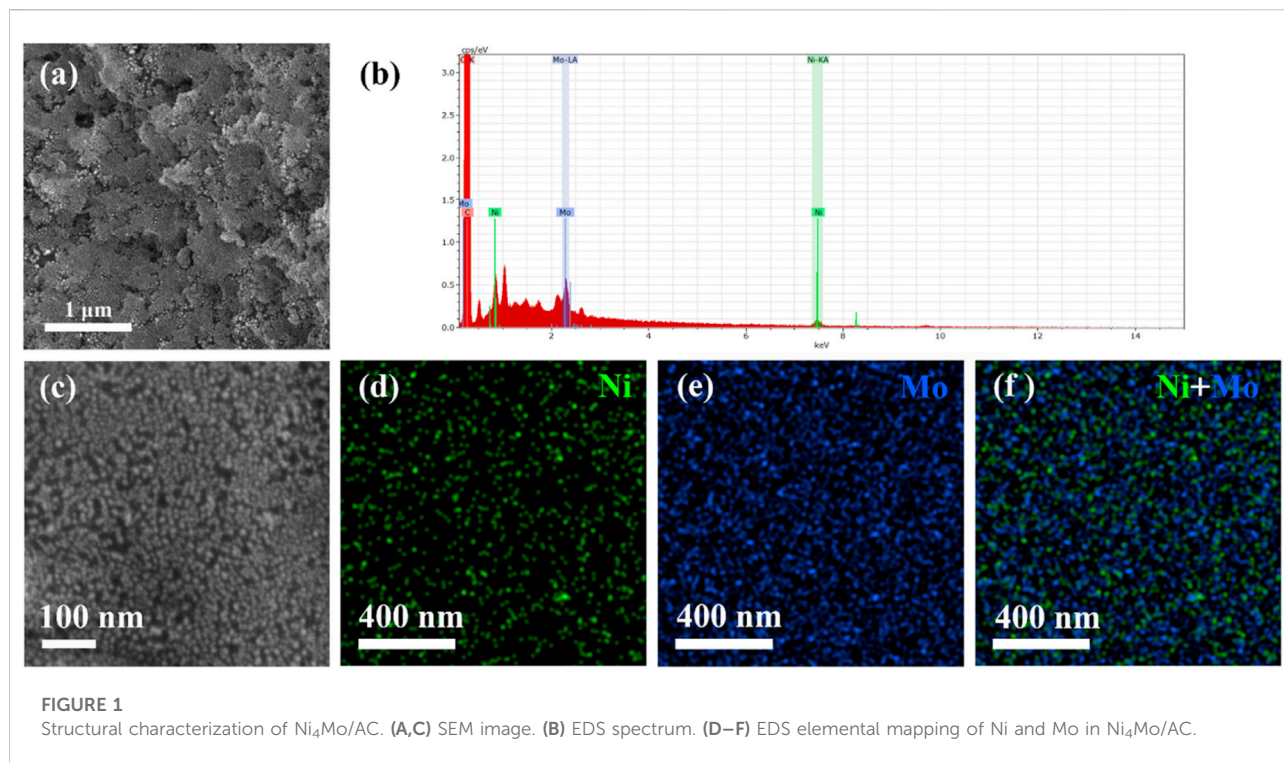 (a)
1 μm
(b)
cps/eV
Mo-LA
Ni-KA
3.0
2.5
2.0
1.5
1.0
0.5
0.0
Mo
C
Ni
Mo
Ni
2
4
6
8
10
12
14
keV
(c)
100 nm
(d)
Ni
400 nm
(e)
Mo
400 nm
(f)
Ni+Mo
400 nm
FIGURE 1
Structural characterization of Ni₄Mo/AC. (A,C) SEM image. (B) EDS spectrum. (D–F) EDS elemental mapping of Ni and Mo in Ni₄Mo/AC.